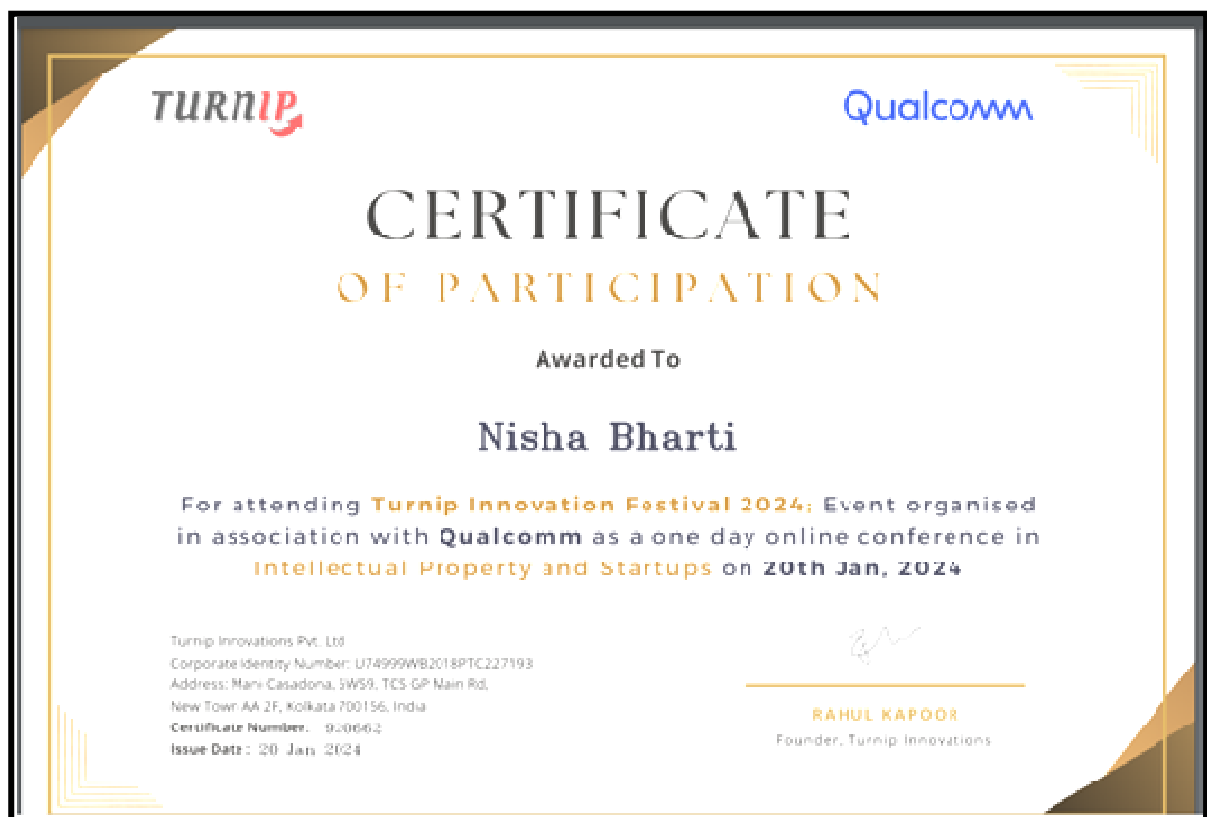 TURNIP
Qualcomm
CERTIFICATE
OF PARTICIPATION
Awarded To
Nisha Bharti
For attending Turnip Innovation Festival 2024; Event organised
in association with Qualcomm as a one day online conference in
Intellectual Property and Startups on 20th Jan, 2024
Turnip Innovations Pvt. Ltd
Corporate Identity Number: U74999WB2018PTC227193
Address: Mani Casadona, 5WS9, TCS GP Main Rd,
New Town AA 2F, Kolkata 700156, India
Certificate Number:
Issue Date : 20 Jan 2024
RAHUL KAPOOR
Founder, Turnip Innovations